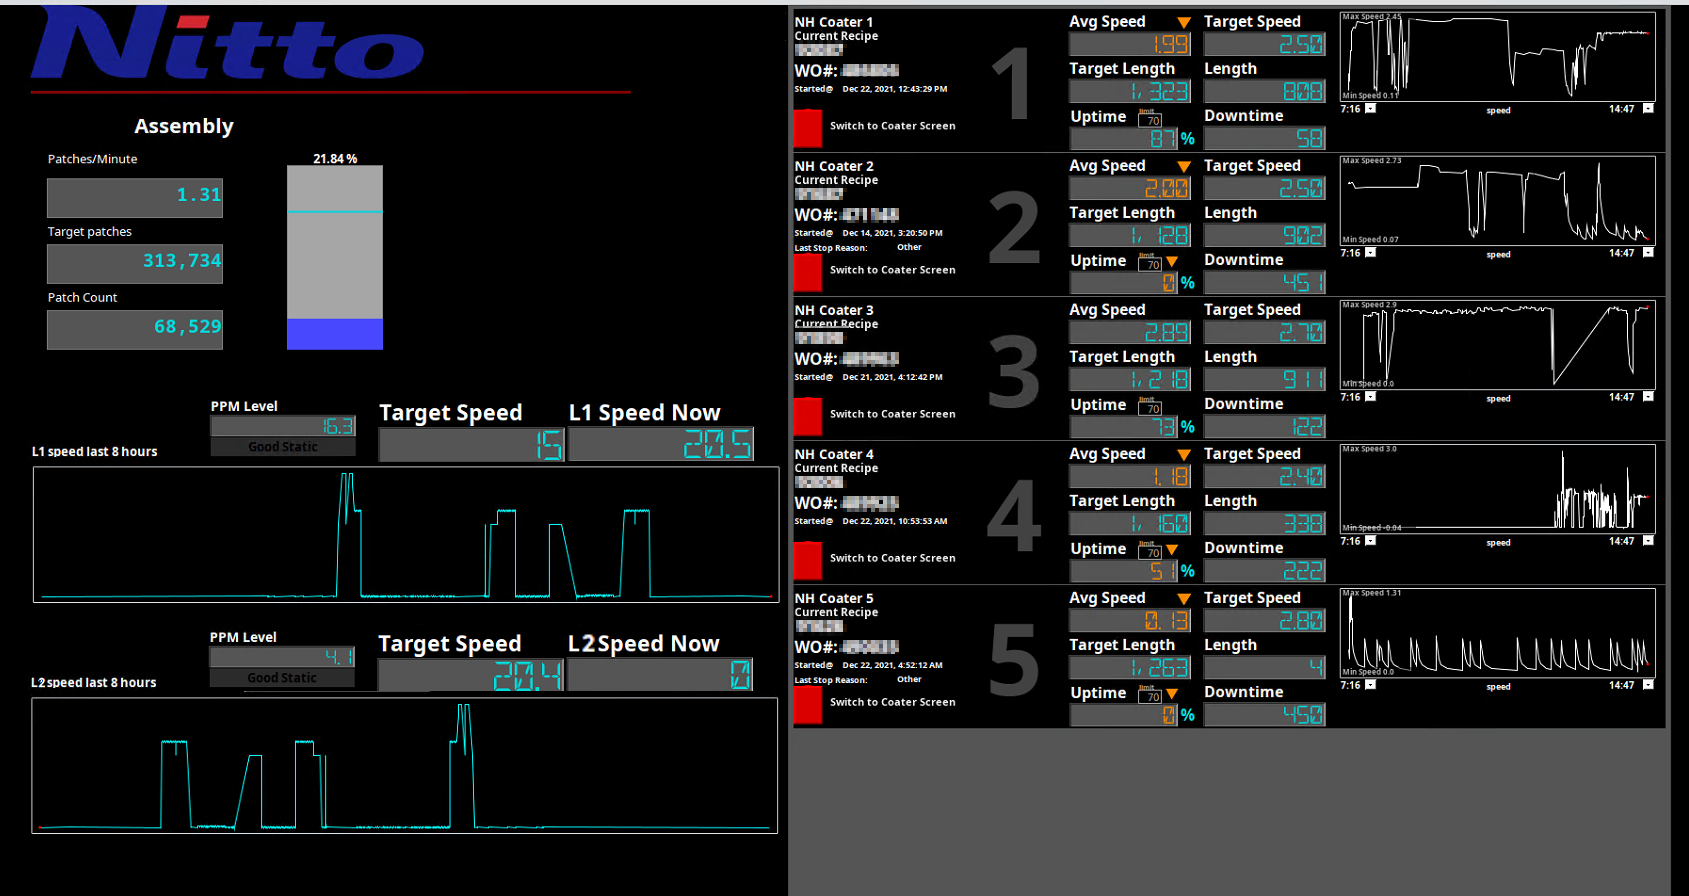 Nitto
Assembly
Patches/Minute
21.84 %
1.31
Target patches
313,734
Patch Count
68,529
PPM Level
Target Speed
L1 Speed Now
16.3
15
20.5
Good Static
L1 speed last 8 hours
PPM Level
Target Speed
L2 Speed Now
4.1
20.4
0
Good Static
L2 speed last 8 hours
NH Coater 1
Current Recipe
WO#:
Started@ Dec 22, 2021, 12:43:29 PM
Switch to Coater Screen
1
Avg Speed
Target Speed
1.99
2.50
Target Length
Length
1,323
808
Uptime
limit
70
Downtime
87 %
58
Max Speed 2.45
Min Speed 0.11
7:16
speed
14:47
NH Coater 2
Current Recipe
WO#:
Started@ Dec 14, 2021, 3:20:50 PM
Last Stop Reason: Other
Switch to Coater Screen
2
Avg Speed
Target Speed
2.00
2.50
Target Length
Length
1,128
902
Uptime
limit
70
Downtime
0 %
451
Max Speed 2.73
Min Speed 0.07
7:16
speed
14:47
NH Coater 3
Current Recipe
WO#:
Started@ Dec 21, 2021, 4:12:42 PM
Switch to Coater Screen
3
Avg Speed
Target Speed
2.89
2.70
Target Length
Length
1,218
911
Uptime
limit
70
Downtime
73 %
122
Max Speed 2.9
Min Speed 0.0
7:16
speed
14:47
NH Coater 4
Current Recipe
WO#:
Started@ Dec 22, 2021, 10:53:53 AM
Switch to Coater Screen
4
Avg Speed
Target Speed
1.18
2.40
Target Length
Length
1,160
338
Uptime
limit
70
Downtime
51 %
222
Max Speed 3.0
Min Speed -0.04
7:16
speed
14:47
NH Coater 5
Current Recipe
WO#:
Started@ Dec 22, 2021, 4:52:12 AM
Last Stop Reason: Other
Switch to Coater Screen
5
Avg Speed
Target Speed
0.13
2.80
Target Length
Length
1,263
4
Uptime
limit
70
Downtime
0 %
450
Max Speed 1.31
Min Speed 0.0
7:16
speed
14:47